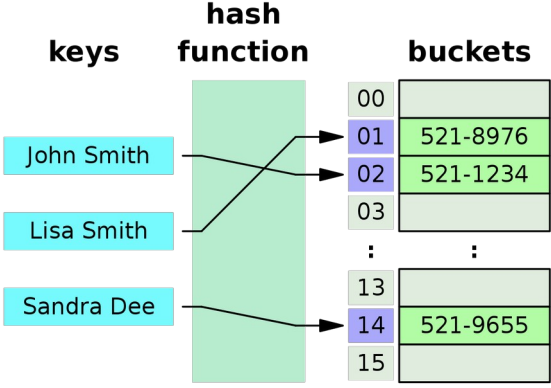 keys
hash
function
buckets
John Smith
Lisa Smith
Sandra Dee
00
01 521-8976
02 521-1234
03
: :
13
14 521-9655
15